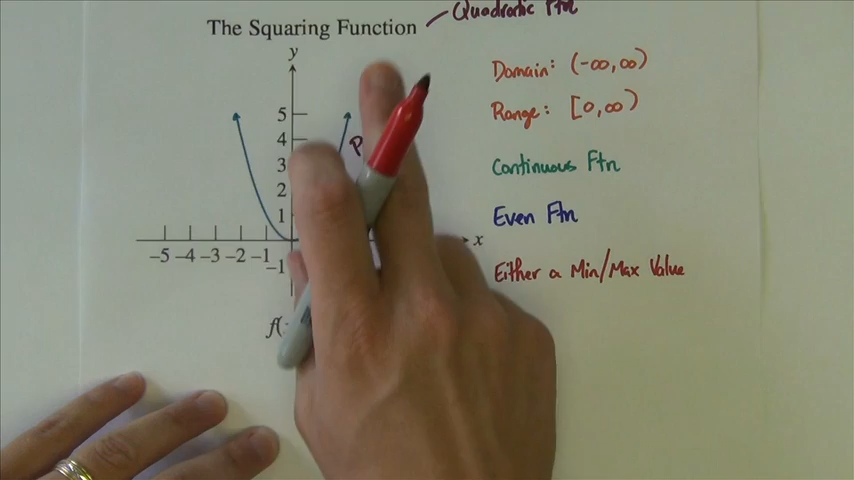 Quadratic Ftn
The Squaring Function
y
Domain: (-∞,∞)
Range: [0,∞)
5
4
3
2
1
P
Continuous Ftn
Even Ftn
x
−5 −4 −3 −2 −1
−1
Either a Min/Max Value
f(